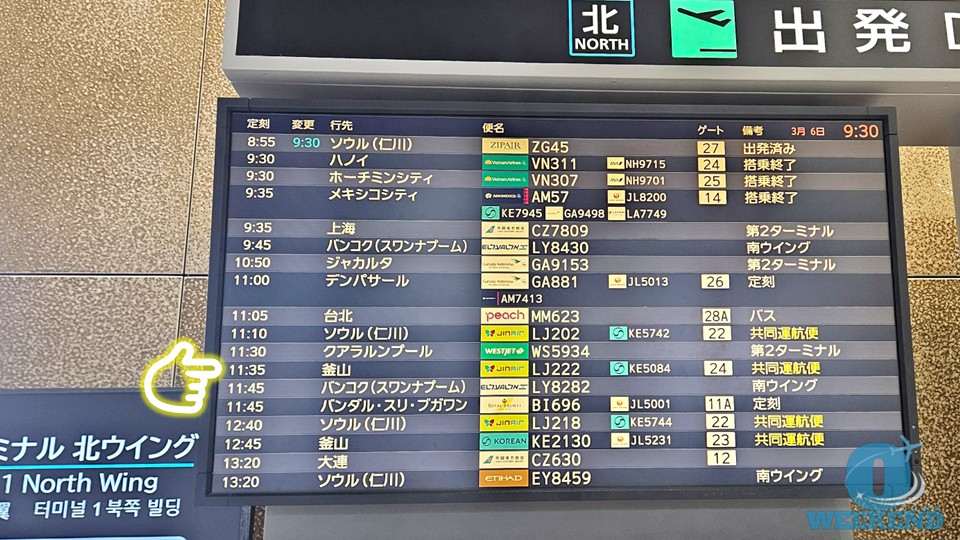 北
NORTH
出発口
定刻 変更 行先 便名 ゲート 備考 3月 6日 9:30
8:55 9:30 ソウル(仁川) ZIPAIR ZG45 27 出発済み
9:30 ハノイ Vietnam Airlines VN311 ANA NH9715 24 搭乗終了
9:30 ホーチミンシティ Vietnam Airlines VN307 ANA NH9701 25 搭乗終了
9:35 メキシコシティ AEROMEXICO AM57 JL8200 14 搭乗終了
KE7945 GA9498 LA7749
9:35 上海 CZ7809 第2ターミナル
9:45 バンコク(スワンナプーム) LY8430 南ウイング
10:50 ジャカルタ Garuda Indonesia GA9153 第2ターミナル
11:00 デンパサール Garuda Indonesia GA881 JL5013 26 定刻
AM7413
11:05 台北 peach MM623 28A バス
11:10 ソウル(仁川) JINAIR LJ202 KE5742 22 共同運航便
11:30 クアラルンプール WESTJET WS5934 第2ターミナル
11:35 釜山 JINAIR LJ222 KE5084 24 共同運航便
11:45 バンコク(スワンナプーム) LY8282 南ウイング
11:45 バンダル・スリ・ブガワン ROYAL BRUNEI BI696 JL5001 11A 定刻
12:40 ソウル(仁川) JINAIR LJ218 KE5744 22 共同運航便
12:45 釜山 KOREAN KE2130 JL5231 23 共同運航便
13:20 大連 CZ630 12
13:20 ソウル(仁川) ETIHAD EY8459 南ウイング
ミナル 北ウイング
1 North Wing
翼 터미널 1 북쪽 빌딩
WEEKEND